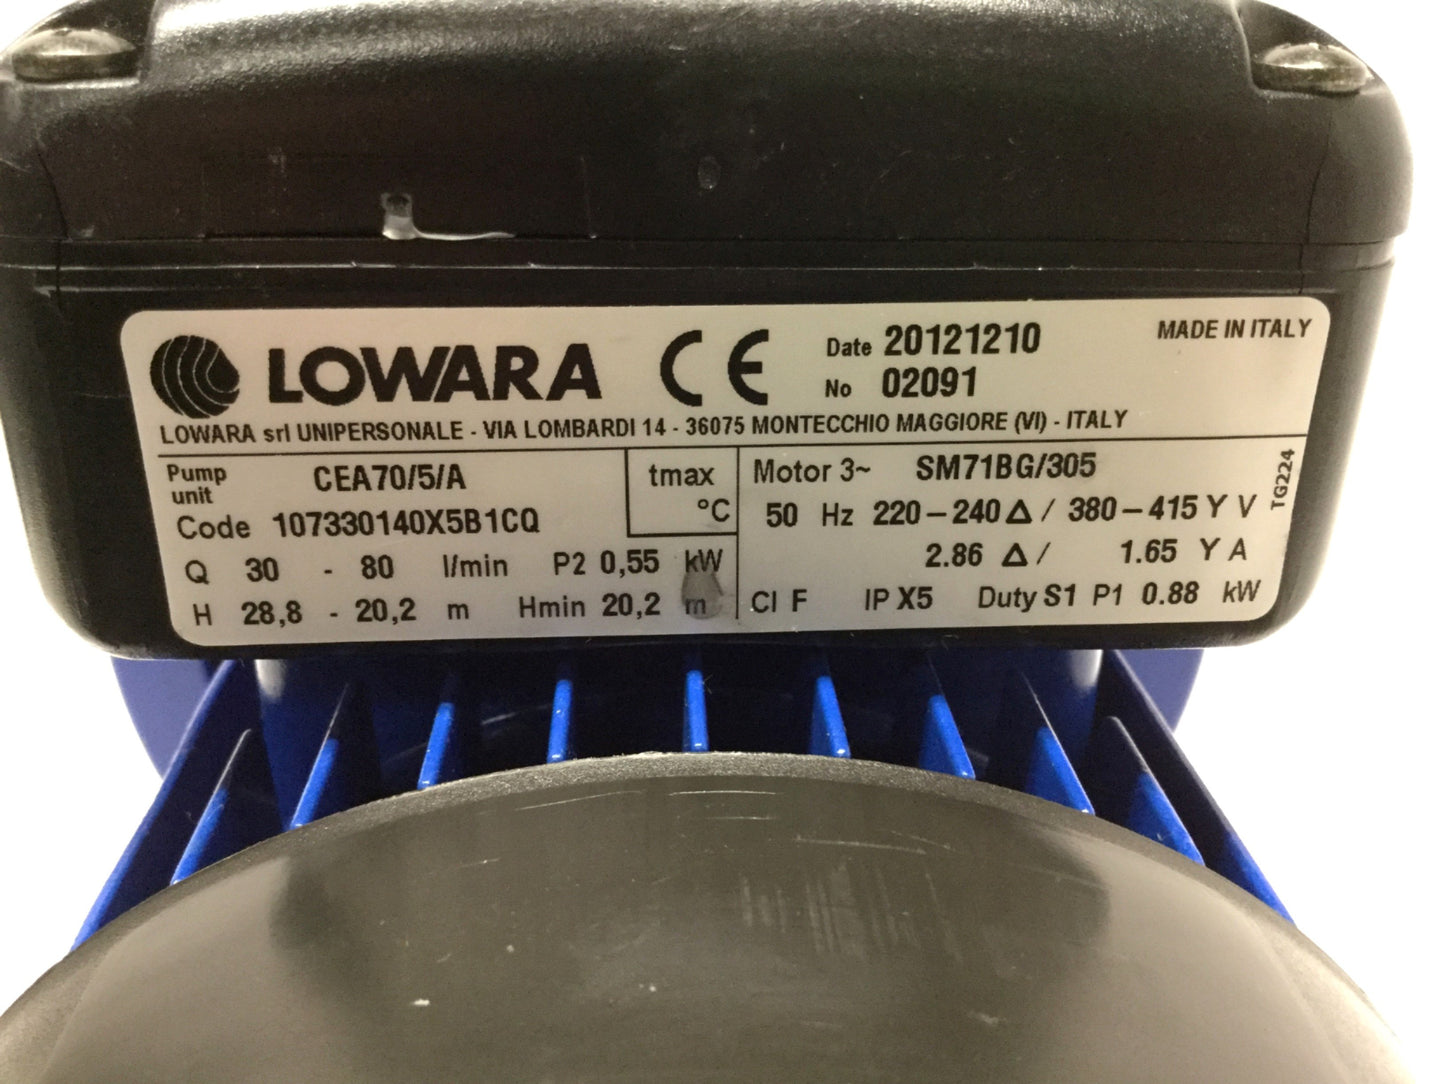 LOWARA CE Date 20121210 MADE IN ITALY
No 02091
LOWARA srl UNIPERSONALE - VIA LOMBARDI 14 - 36075 MONTECCHIO MAGGIORE (VI) - ITALY
Pump unit CEA70/5/A
Code 107330140X5B1CQ
tmax
°C
Q 30 - 80 l/min P2 0,55 kW
H 28,8 - 20,2 m Hmin 20,2 m
Motor 3~ SM71BG/305
50 Hz 220-240 Δ / 380-415 Y V
2.86 Δ / 1.65 Y A
Cl F IP X5 Duty S1 P1 0.88 kW
TG224